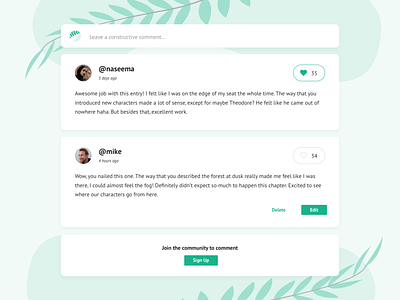 Leave a constructive comment...
@naseema
3 days ago
35
Awesome job with this entry! I felt like I was on the edge of my seat the whole time. The way that you
introduced new characters made a lot of sense, except for maybe Theodore? He felt like he came out of
nowhere haha. But besides that, excellent work.
@mike
4 hours ago
34
Wow, you nailed this one. The way that you described the forest at dusk really made me feel like I was
there, I could almost feel the fog! Definitely didn't expect so much to happen this chapter. Excited to see
where our characters go from here.
Delete
Edit
Join the community to comment
Sign Up